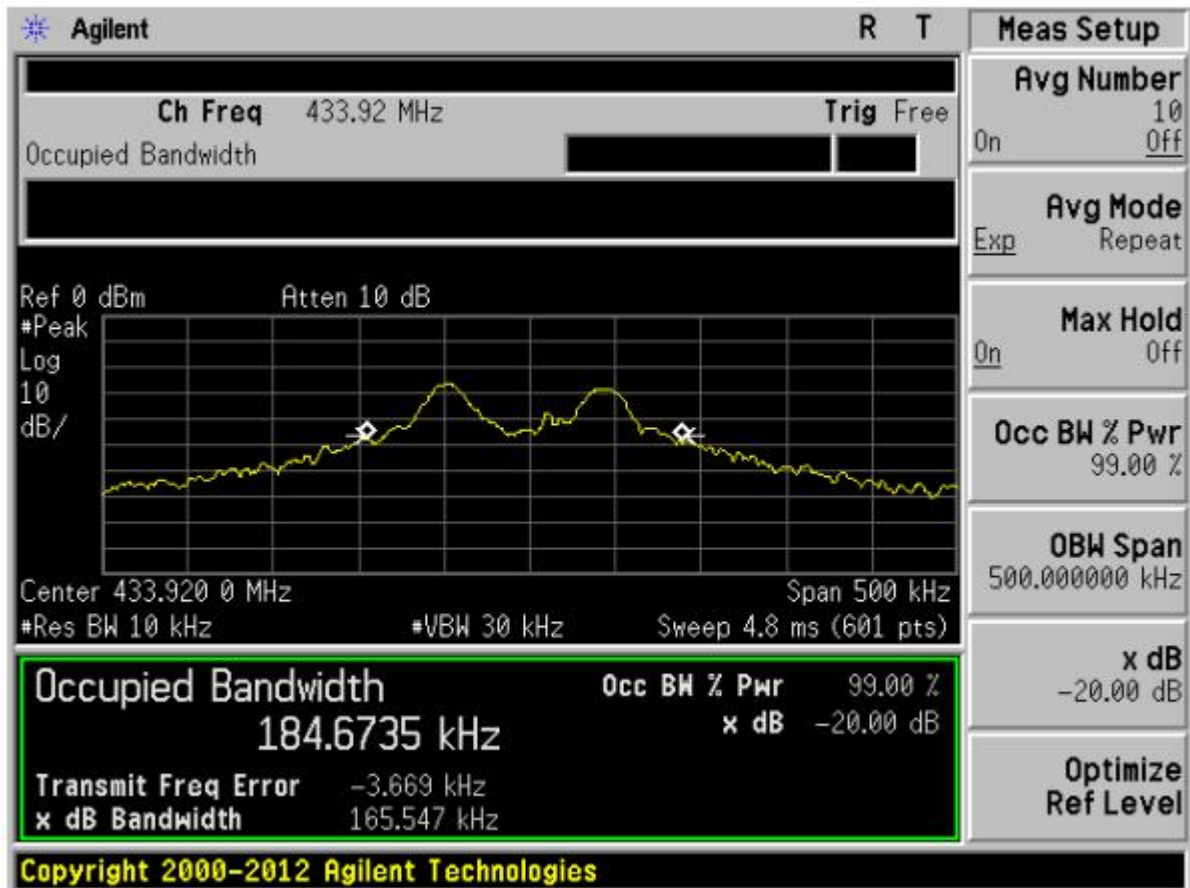 Agilent R T
Ch Freq 433.92 MHz Trig Free
Occupied Bandwidth
Ref 0 dBm Atten 10 dB
#Peak
Log
10
dB/
Center 433.920 0 MHz Span 500 kHz
#Res BW 10 kHz #VBW 30 kHz Sweep 4.8 ms (601 pts)
Occupied Bandwidth Occ BW % Pwr 99.00 %
184.6735 kHz x dB -20.00 dB
Transmit Freq Error -3.669 kHz
x dB Bandwidth 165.547 kHz
Copyright 2000-2012 Agilent Technologies
Meas Setup
Avg Number
10
On Off
Avg Mode
Exp Repeat
Max Hold
On Off
Occ BW % Pwr
99.00 %
OBW Span
500.000000 kHz
x dB
-20.00 dB
Optimize
Ref Level